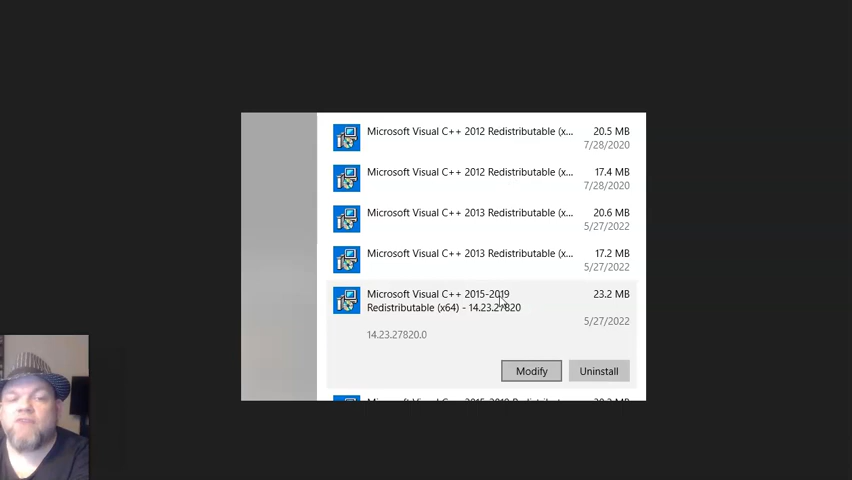 Microsoft Visual C++ 2012 Redistributable (x... 20.5 MB
7/28/2020
Microsoft Visual C++ 2012 Redistributable (x... 17.4 MB
7/28/2020
Microsoft Visual C++ 2013 Redistributable (x... 20.6 MB
5/27/2022
Microsoft Visual C++ 2013 Redistributable (x... 17.2 MB
5/27/2022
Microsoft Visual C++ 2015-2019 23.2 MB
Redistributable (x64) - 14.23.27820
5/27/2022
14.23.27820.0
Modify Uninstall